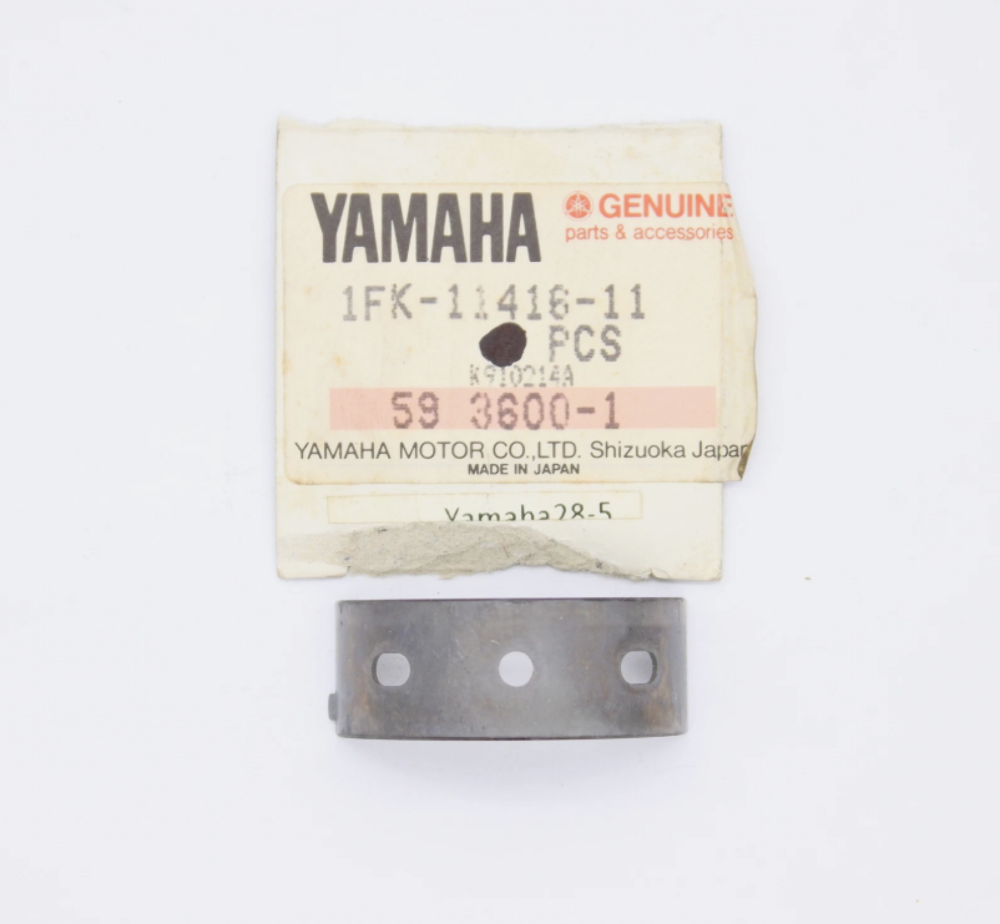 YAMAHA
GENUINE
parts & accessories
1FK-11416-11
PCS
K910214A
59 3600-1
YAMAHA MOTOR CO.,LTD. Shizuoka Japan
MADE IN JAPAN
Yamaha28-5